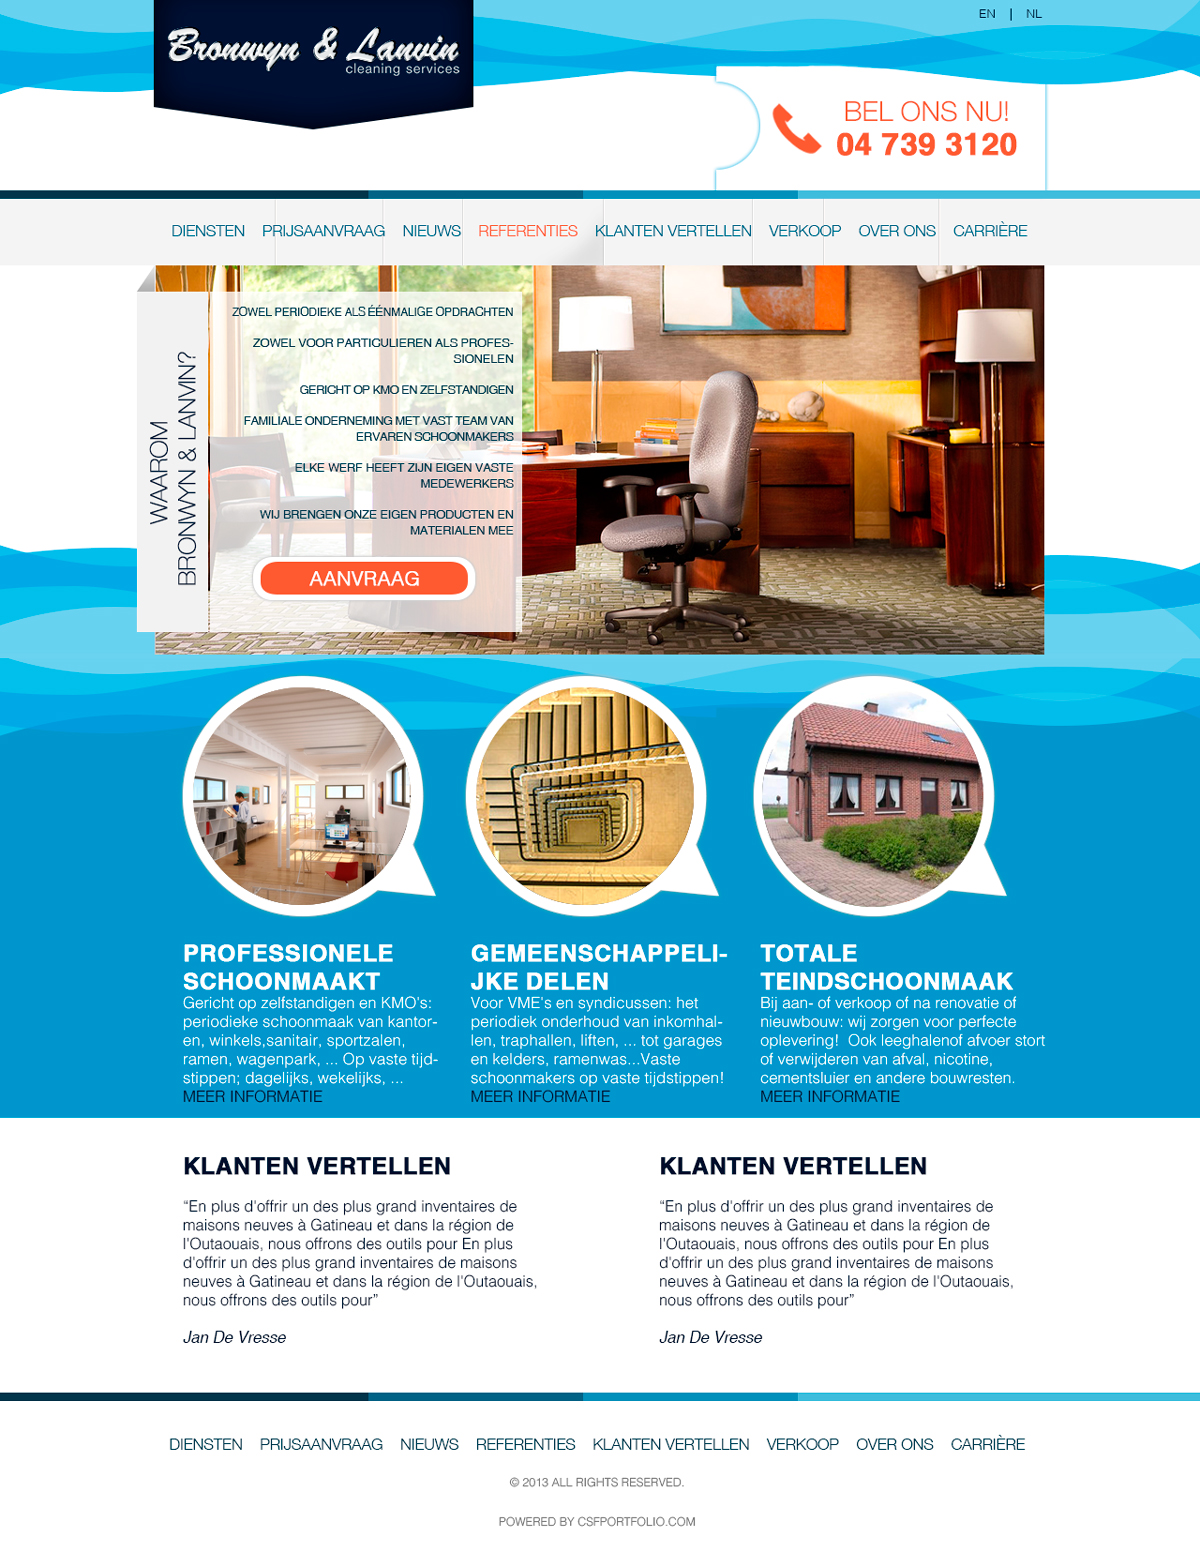 EN | NL
Bronwyn & Lanvin
cleaning services
BEL ONS NU!
04 739 3120
DIENSTEN PRIJSAANVRAAG NIEUWS REFERENTIES KLANTEN VERTELLEN VERKOOP OVER ONS CARRIÈRE
WAAROM
BRONWYN & LANVIN?
ZOWEL PERIODIEKE ALS ÉÉNMALIGE OPDRACHTEN
ZOWEL VOOR PARTICULIEREN ALS PROFES-
SIONELEN
GERICHT OP KMO EN ZELFSTANDIGEN
FAMILIALE ONDERNEMING MET VAST TEAM VAN
ERVAREN SCHOONMAKERS
ELKE WERF HEEFT ZIJN EIGEN VASTE
MEDEWERKERS
WIJ BRENGEN ONZE EIGEN PRODUCTEN EN
MATERIALEN MEE
AANVRAAG
PROFESSIONELE
SCHOONMAAKT
Gericht op zelfstandigen en KMO's:
periodieke schoonmaak van kantor-
en, winkels,sanitair, sportzalen,
ramen, wagenpark, ... Op vaste tijd-
stippen; dagelijks, wekelijks, ...
MEER INFORMATIE
GEMEENSCHAPPELI-
JKE DELEN
Voor VME's en syndicussen: het
periodiek onderhoud van inkomhal-
len, traphallen, liften, ... tot garages
en kelders, ramenwas...Vaste
schoonmakers op vaste tijdstippen!
MEER INFORMATIE
TOTALE
TEINDSCHOONMAAK
Bij aan- of verkoop of na renovatie of
nieuwbouw: wij zorgen voor perfecte
oplevering!  Ook leeghalenof afvoer stort
of verwijderen van afval, nicotine,
cementsluier en andere bouwresten.
MEER INFORMATIE
KLANTEN VERTELLEN
“En plus d'offrir un des plus grand inventaires de
maisons neuves à Gatineau et dans la région de
l'Outaouais, nous offrons des outils pour En plus
d'offrir un des plus grand inventaires de maisons
neuves à Gatineau et dans la région de l'Outaouais,
nous offrons des outils pour”
Jan De Vresse
KLANTEN VERTELLEN
“En plus d'offrir un des plus grand inventaires de
maisons neuves à Gatineau et dans la région de
l'Outaouais, nous offrons des outils pour En plus
d'offrir un des plus grand inventaires de maisons
neuves à Gatineau et dans la région de l'Outaouais,
nous offrons des outils pour”
Jan De Vresse
DIENSTEN PRIJSAANVRAAG NIEUWS REFERENTIES KLANTEN VERTELLEN VERKOOP OVER ONS CARRIÈRE
© 2013 ALL RIGHTS RESERVED.
POWERED BY CSFPORTFOLIO.COM